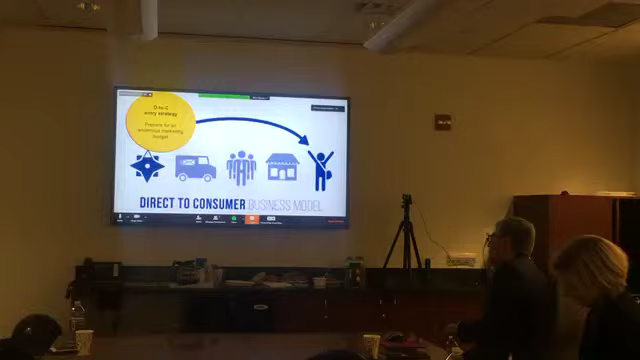 D-to-C
entry strategy
Prepare for an
enormous marketing
budget
DIRECT TO CONSUMER BUSINESS MODEL